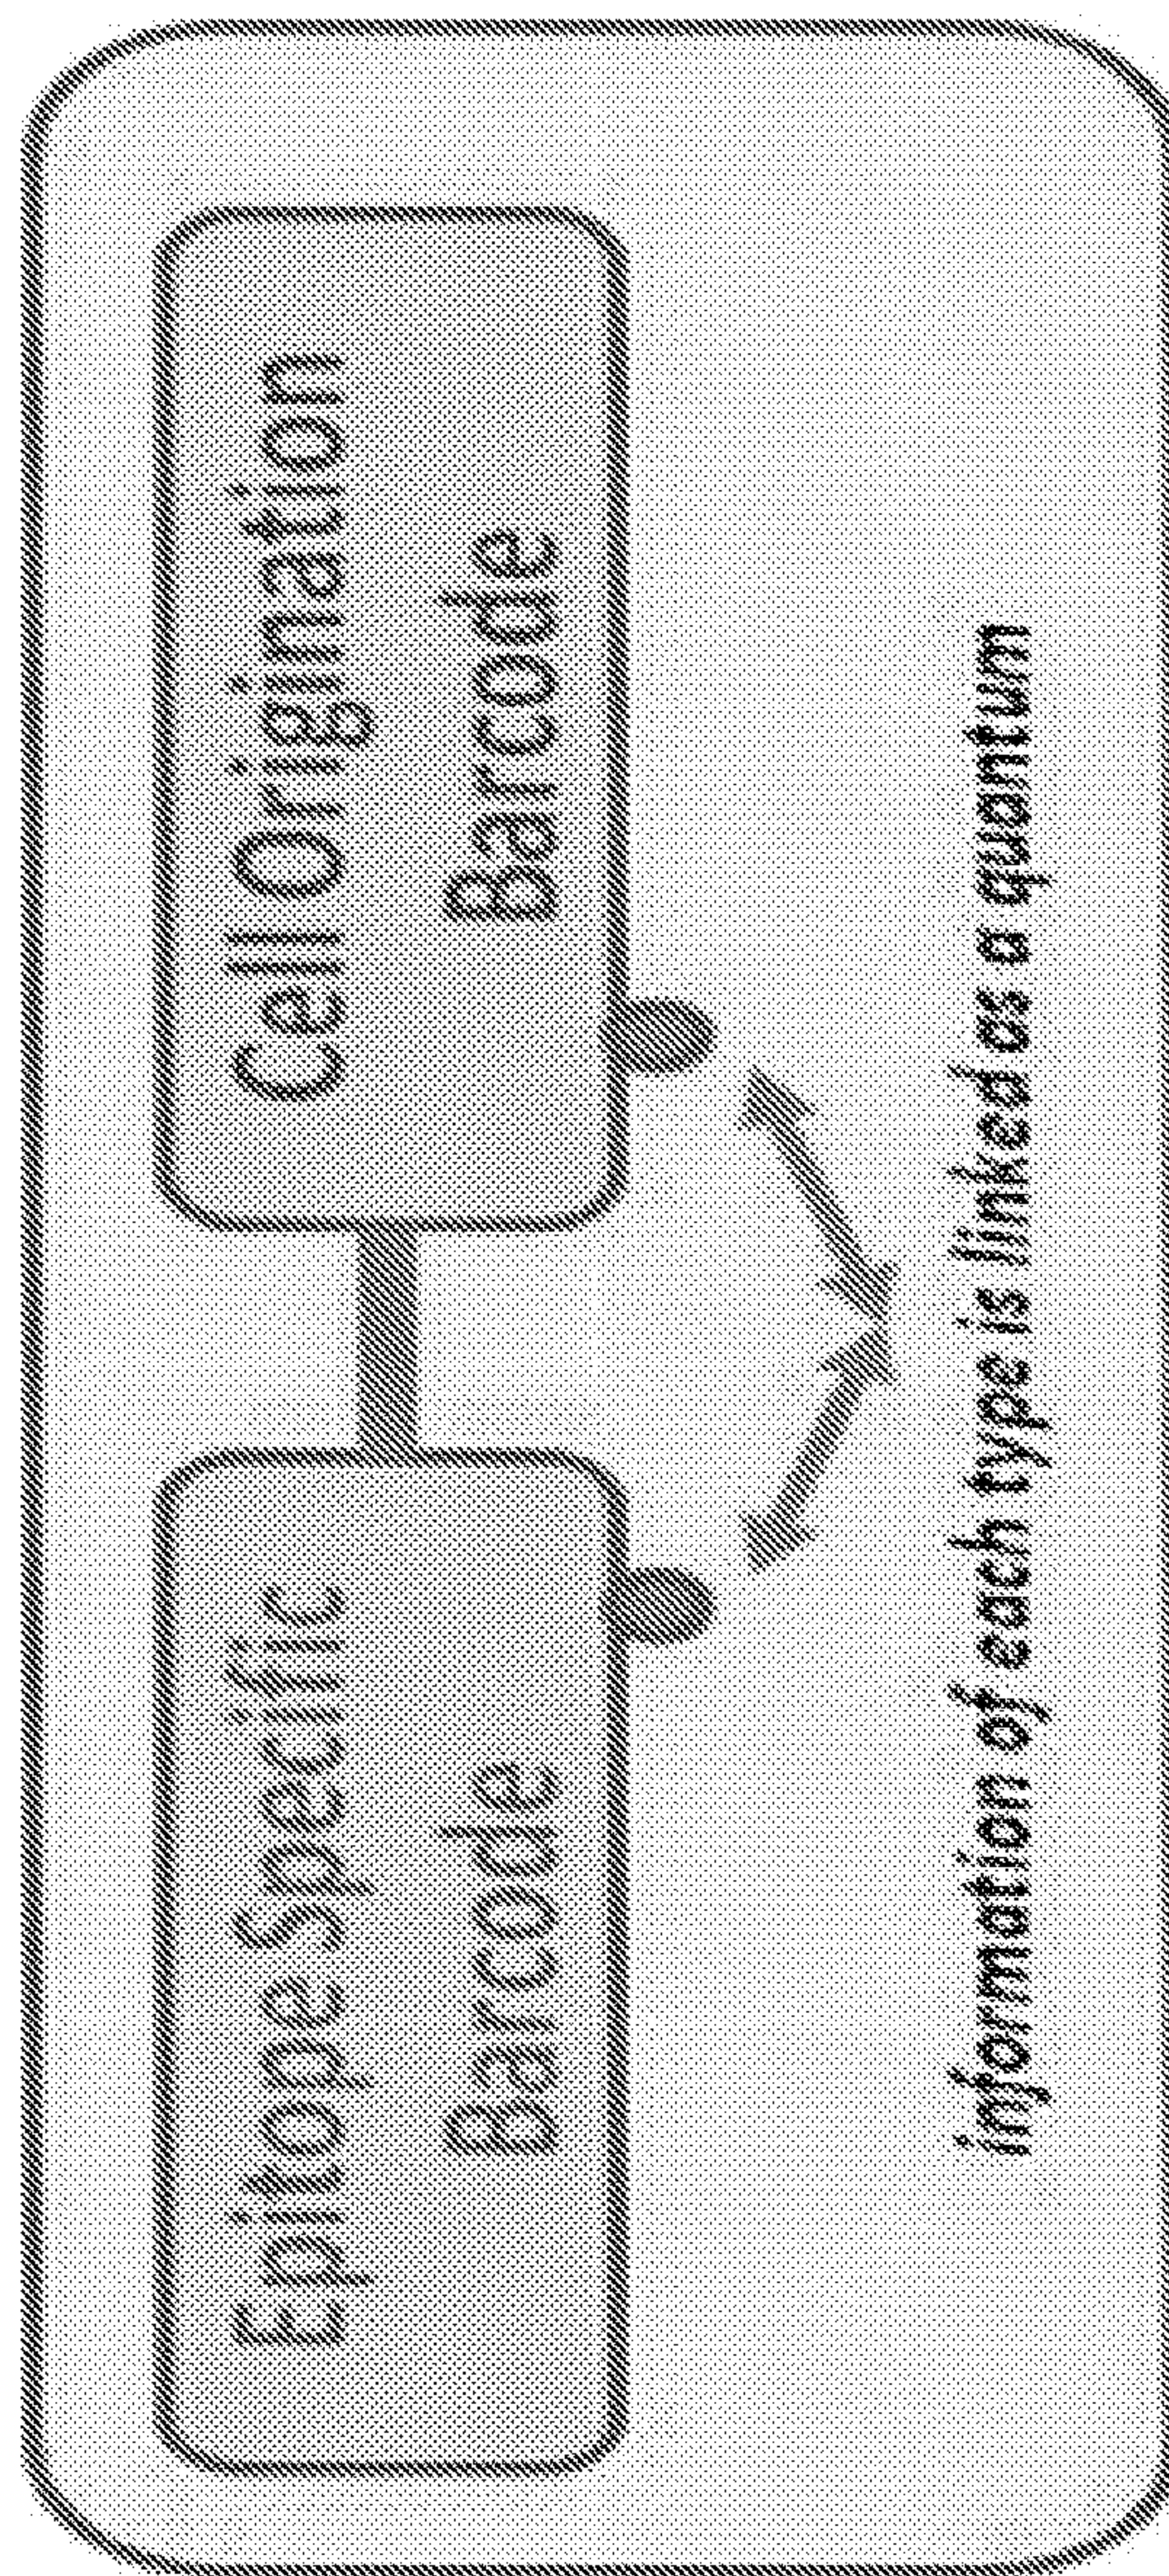 Epitope Specific
Barcode
Cell Origination
Barcode
information of each type is linked as a quantum